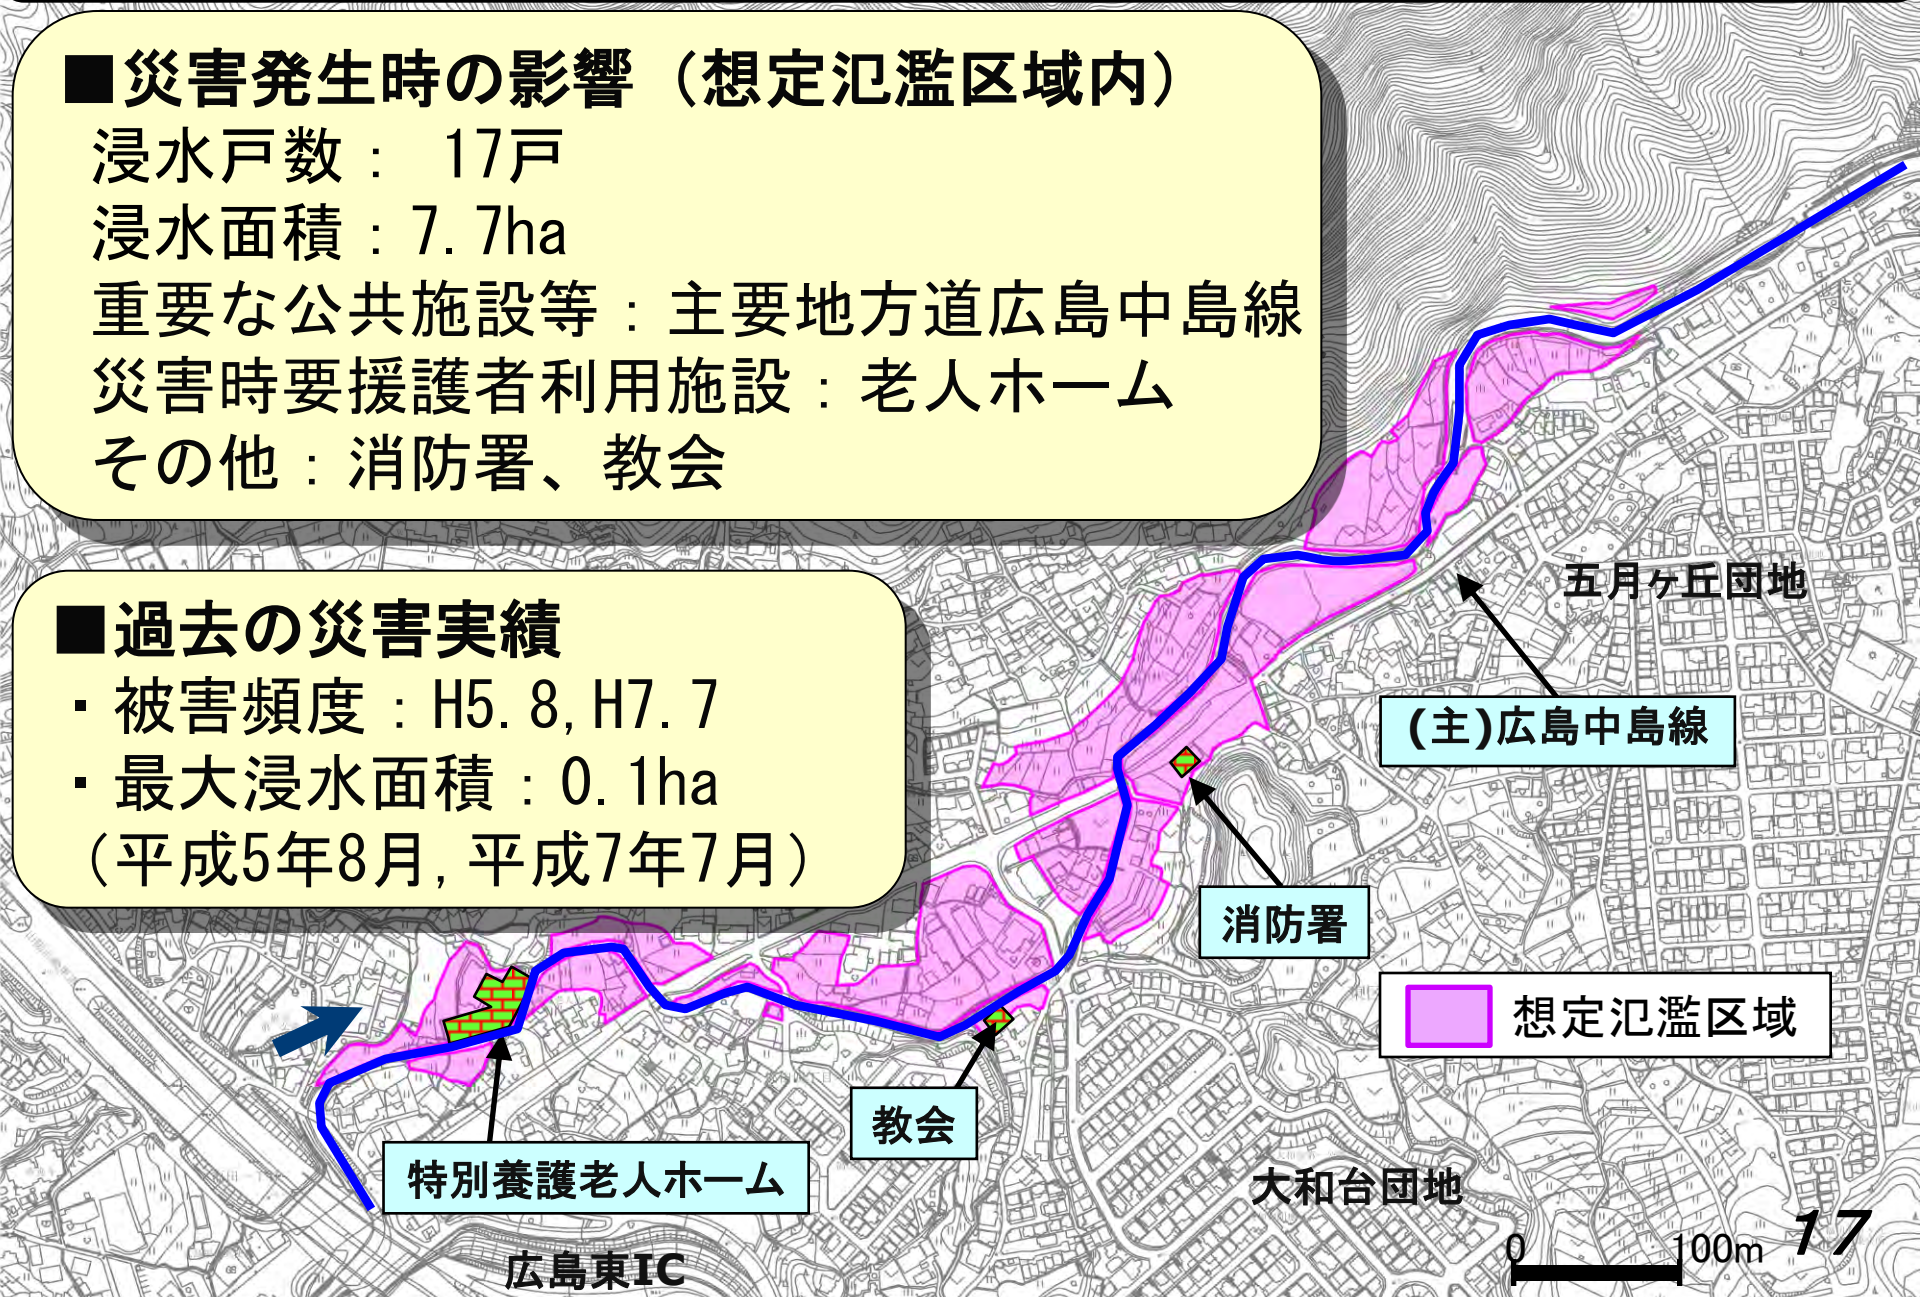 ■災害発生時の影響（想定氾濫区域内）
浸水戸数： 17戸
浸水面積：7.7ha
重要な公共施設等：主要地方道広島中島線
災害時要援護者利用施設：老人ホーム
その他：消防署、教会
■過去の災害実績
・被害頻度：H5.8,H7.7
・最大浸水面積：0.1ha
（平成5年8月,平成7年7月）
五月ヶ丘団地
(主)広島中島線
消防署
想定氾濫区域
教会
特別養護老人ホーム
大和台団地
広島東IC
0 100m
17